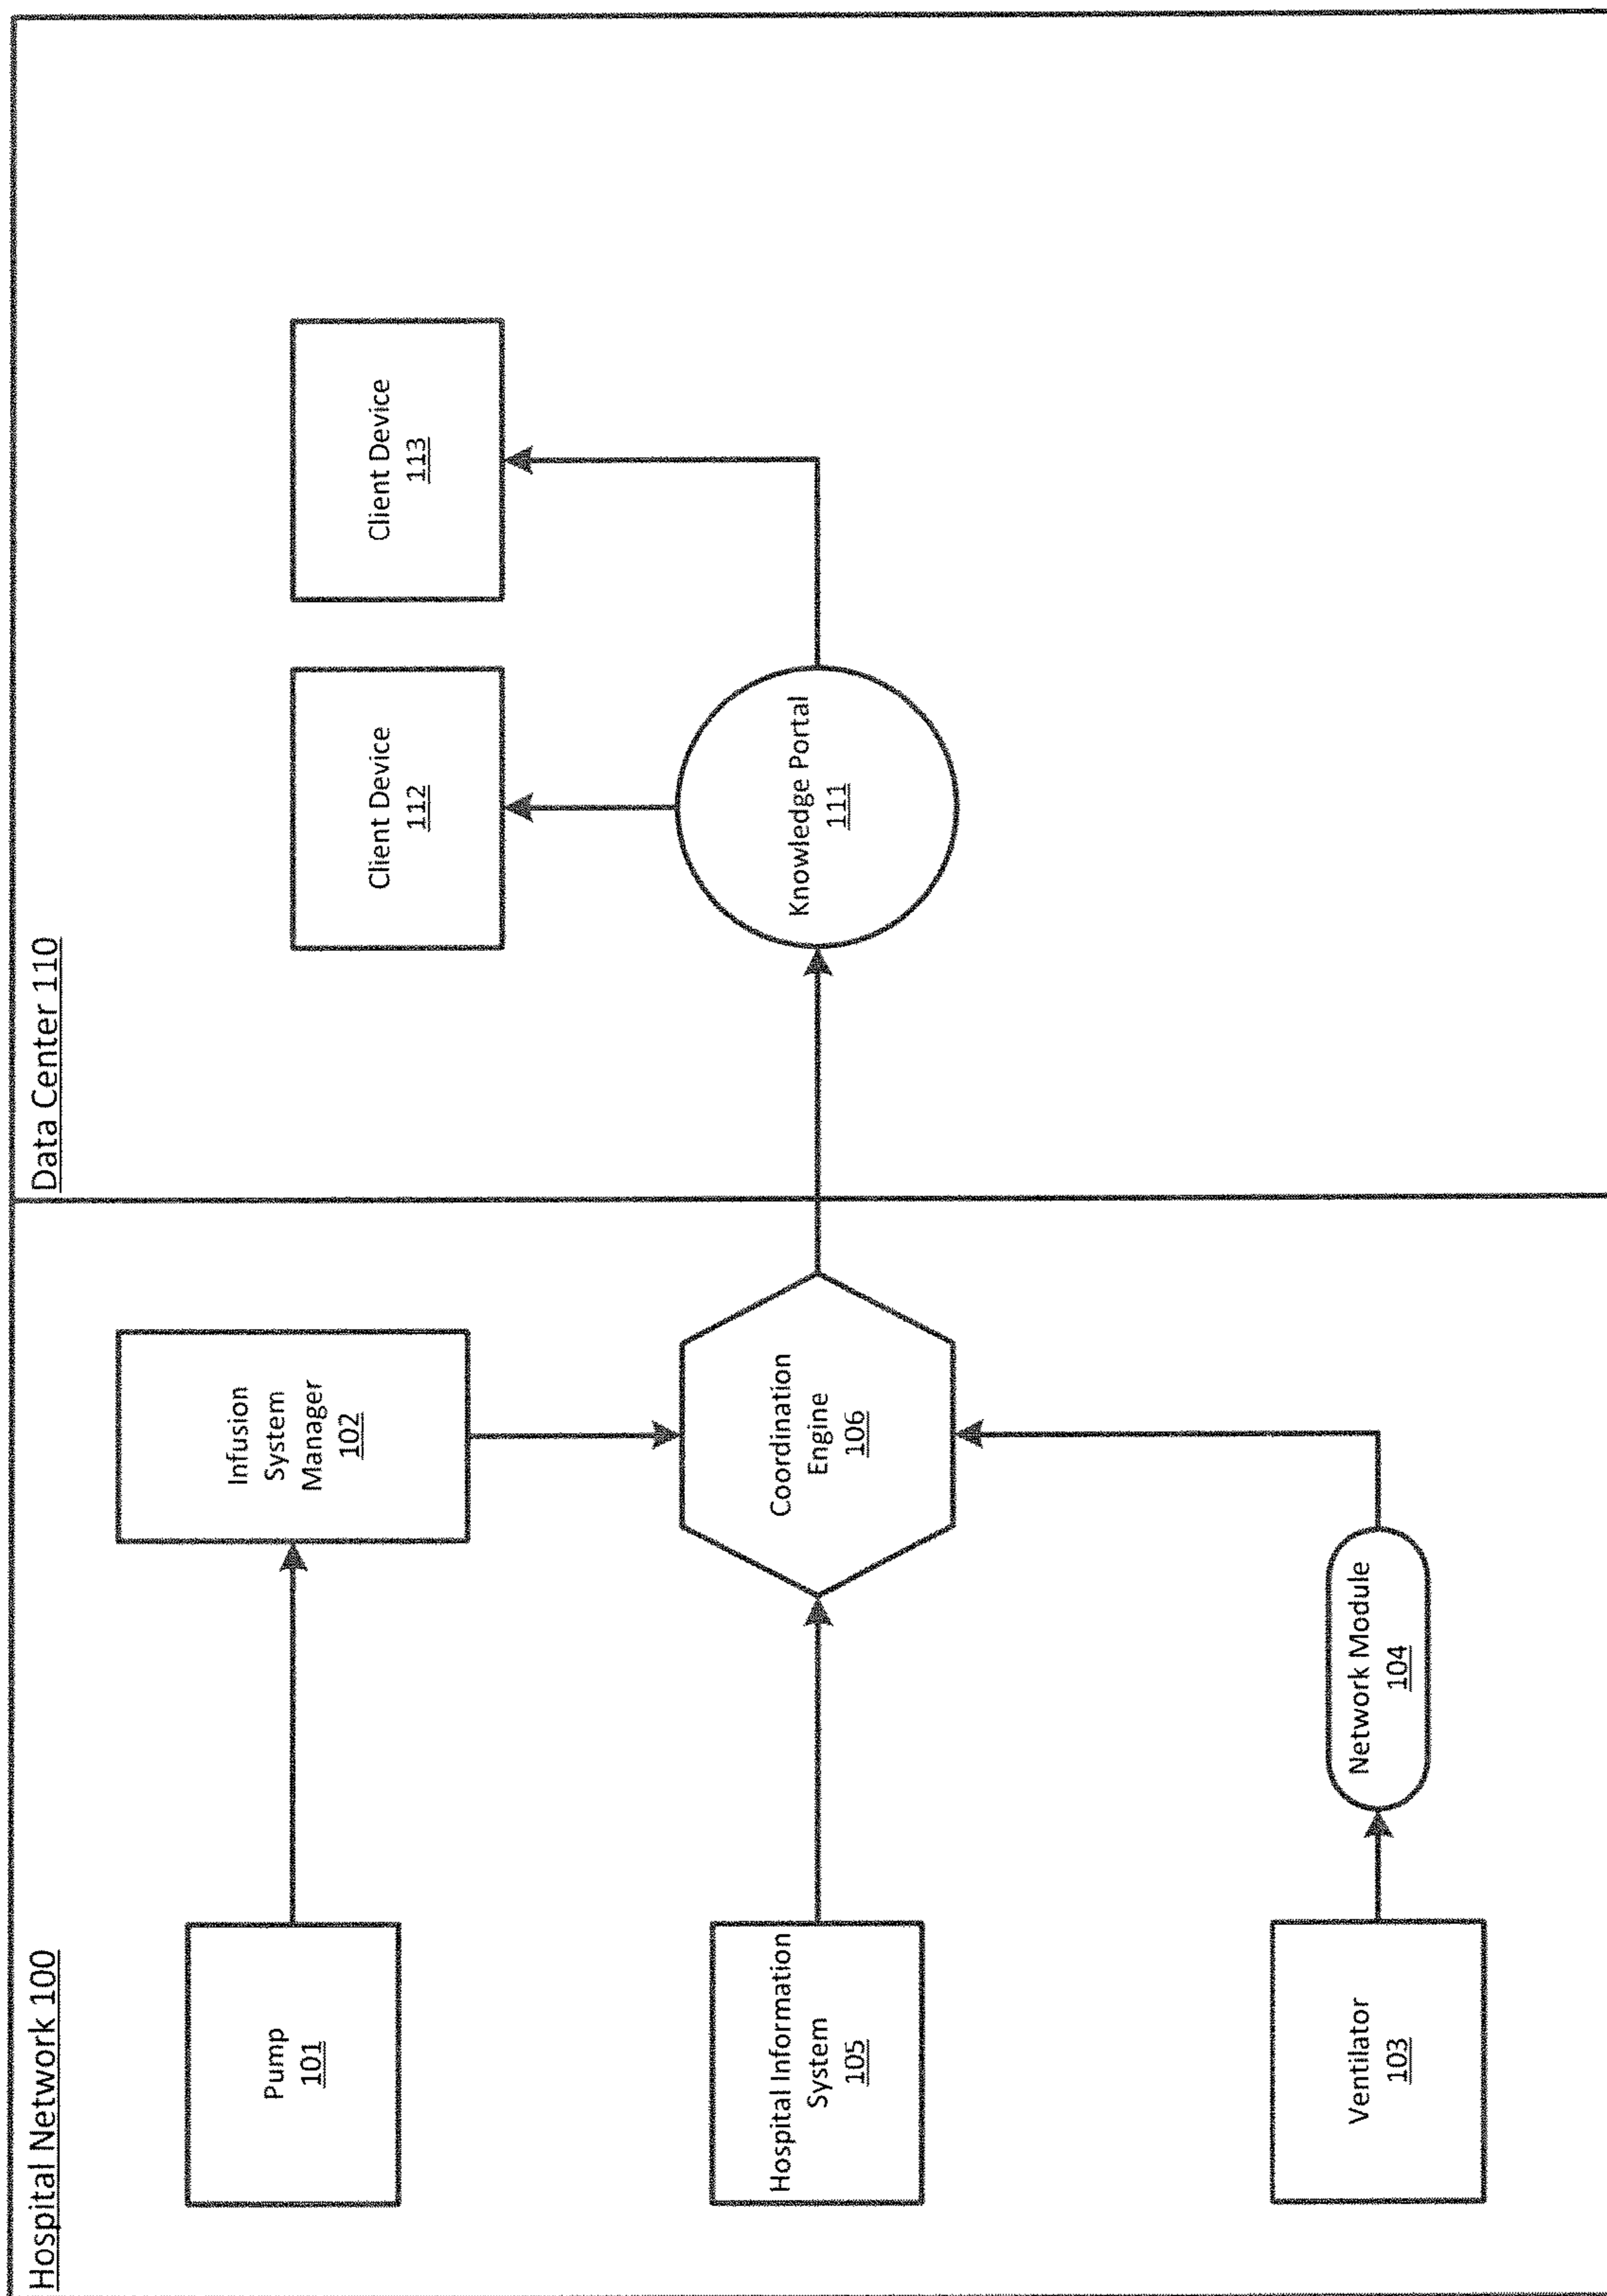 Hospital Network 100
Data Center 110
Pump
101
Infusion
System
Manager
102
Client Device
112
Client Device
113
Hospital Information
System
105
Coordination
Engine
106
Knowledge Portal
111
Ventilator
103
Network Module
104